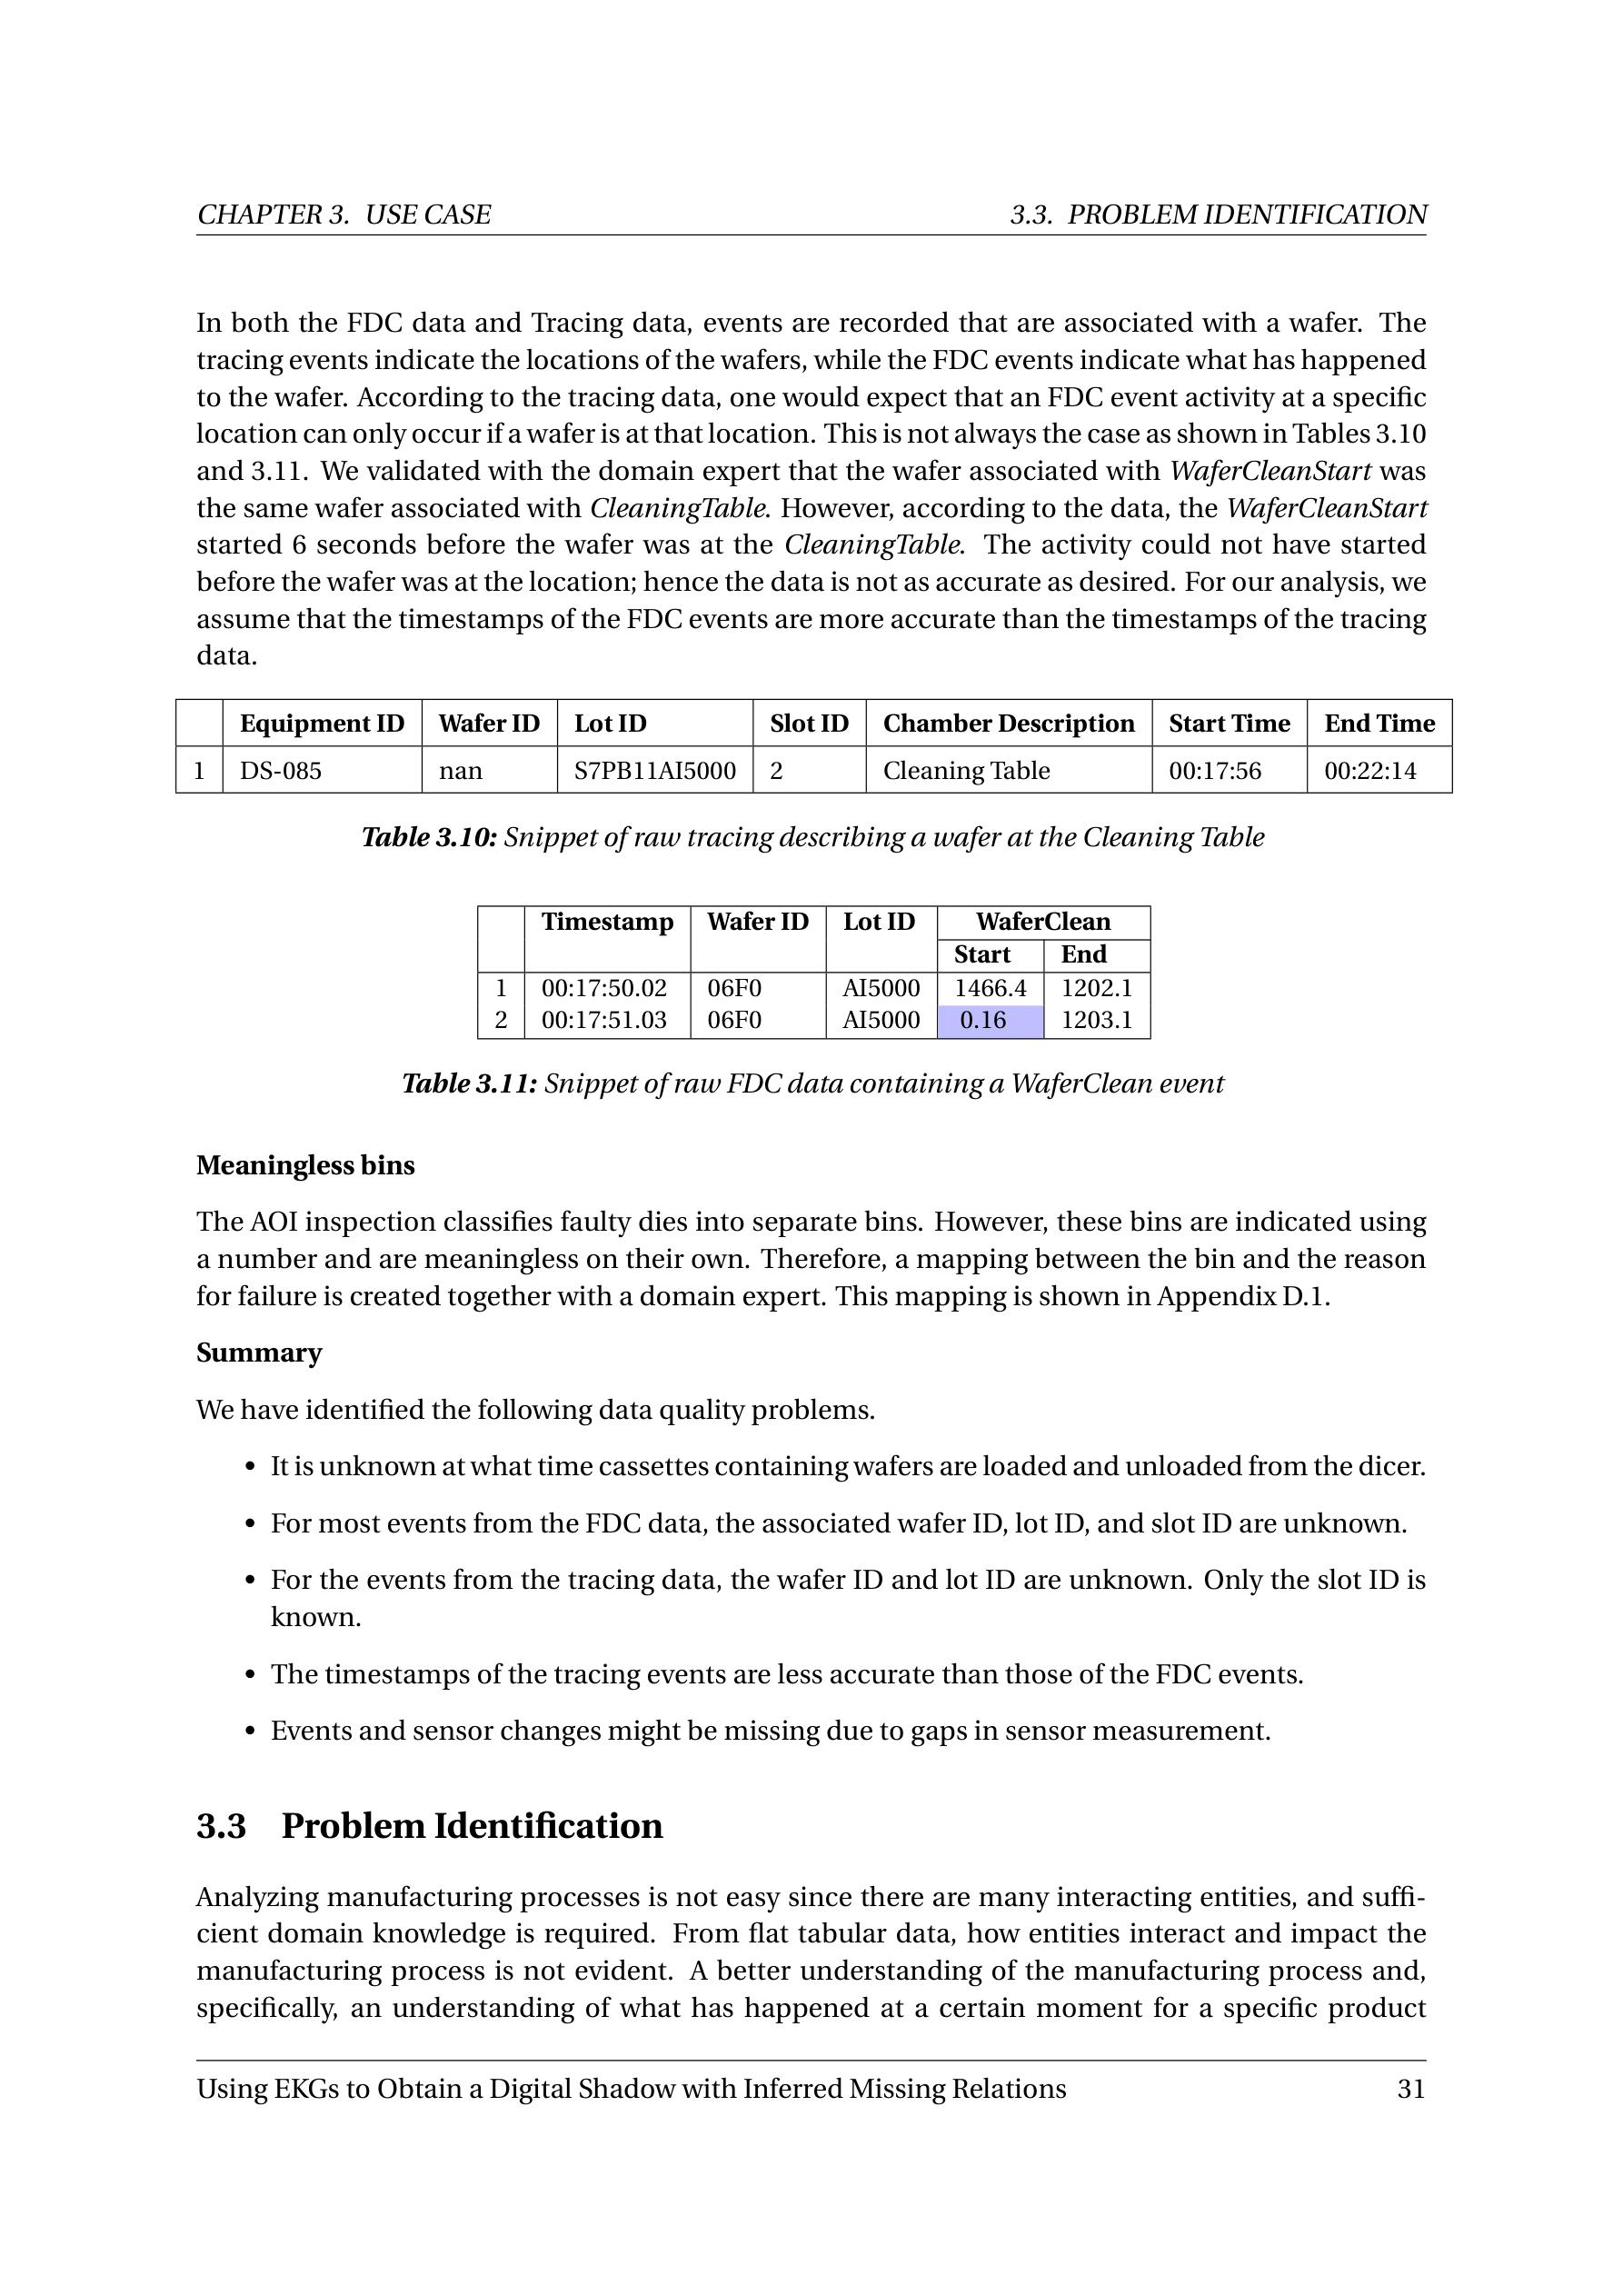 CHAPTER 3. USE CASE 3.3. PROBLEM IDENTIFICATION
In both the FDC data and Tracing data, events are recorded that are associated with a wafer. The
tracing events indicate the locations of the wafers, while the FDC events indicate what has happened
to the wafer. According to the tracing data, one would expect that an FDC event activity at a specific
location can only occur if a wafer is at that location. This is not always the case as shown in Tables 3.10
and 3.11. We validated with the domain expert that the wafer associated with WaferCleanStart was
the same wafer associated with CleaningTable. However, according to the data, the WaferCleanStart
started 6 seconds before the wafer was at the CleaningTable. The activity could not have started
before the wafer was at the location; hence the data is not as accurate as desired. For our analysis, we
assume that the timestamps of the FDC events are more accurate than the timestamps of the tracing
data.
Equipment ID Wafer ID Lot ID Slot ID Chamber Description Start Time End Time
1 DS-085 nan S7PB11AI5000 2 Cleaning Table 00:17:56 00:22:14
Table 3.10: Snippet of raw tracing describing a wafer at the Cleaning Table
Timestamp Wafer ID Lot ID WaferClean
Start End
1 00:17:50.02 06F0 AI5000 1466.4 1202.1
2 00:17:51.03 06F0 AI5000 0.16 1203.1
Table 3.11: Snippet of raw FDC data containing a WaferClean event
Meaningless bins
The AOI inspection classifies faulty dies into separate bins. However, these bins are indicated using
a number and are meaningless on their own. Therefore, a mapping between the bin and the reason
for failure is created together with a domain expert. This mapping is shown in Appendix D.1.
Summary
We have identified the following data quality problems.
• It is unknown at what time cassettes containing wafers are loaded and unloaded from the dicer.
• For most events from the FDC data, the associated wafer ID, lot ID, and slot ID are unknown.
• For the events from the tracing data, the wafer ID and lot ID are unknown. Only the slot ID is
known.
• The timestamps of the tracing events are less accurate than those of the FDC events.
• Events and sensor changes might be missing due to gaps in sensor measurement.
3.3 Problem Identification
Analyzing manufacturing processes is not easy since there are many interacting entities, and suffi-
cient domain knowledge is required. From flat tabular data, how entities interact and impact the
manufacturing process is not evident. A better understanding of the manufacturing process and,
specifically, an understanding of what has happened at a certain moment for a specific product
Using EKGs to Obtain a Digital Shadow with Inferred Missing Relations 31